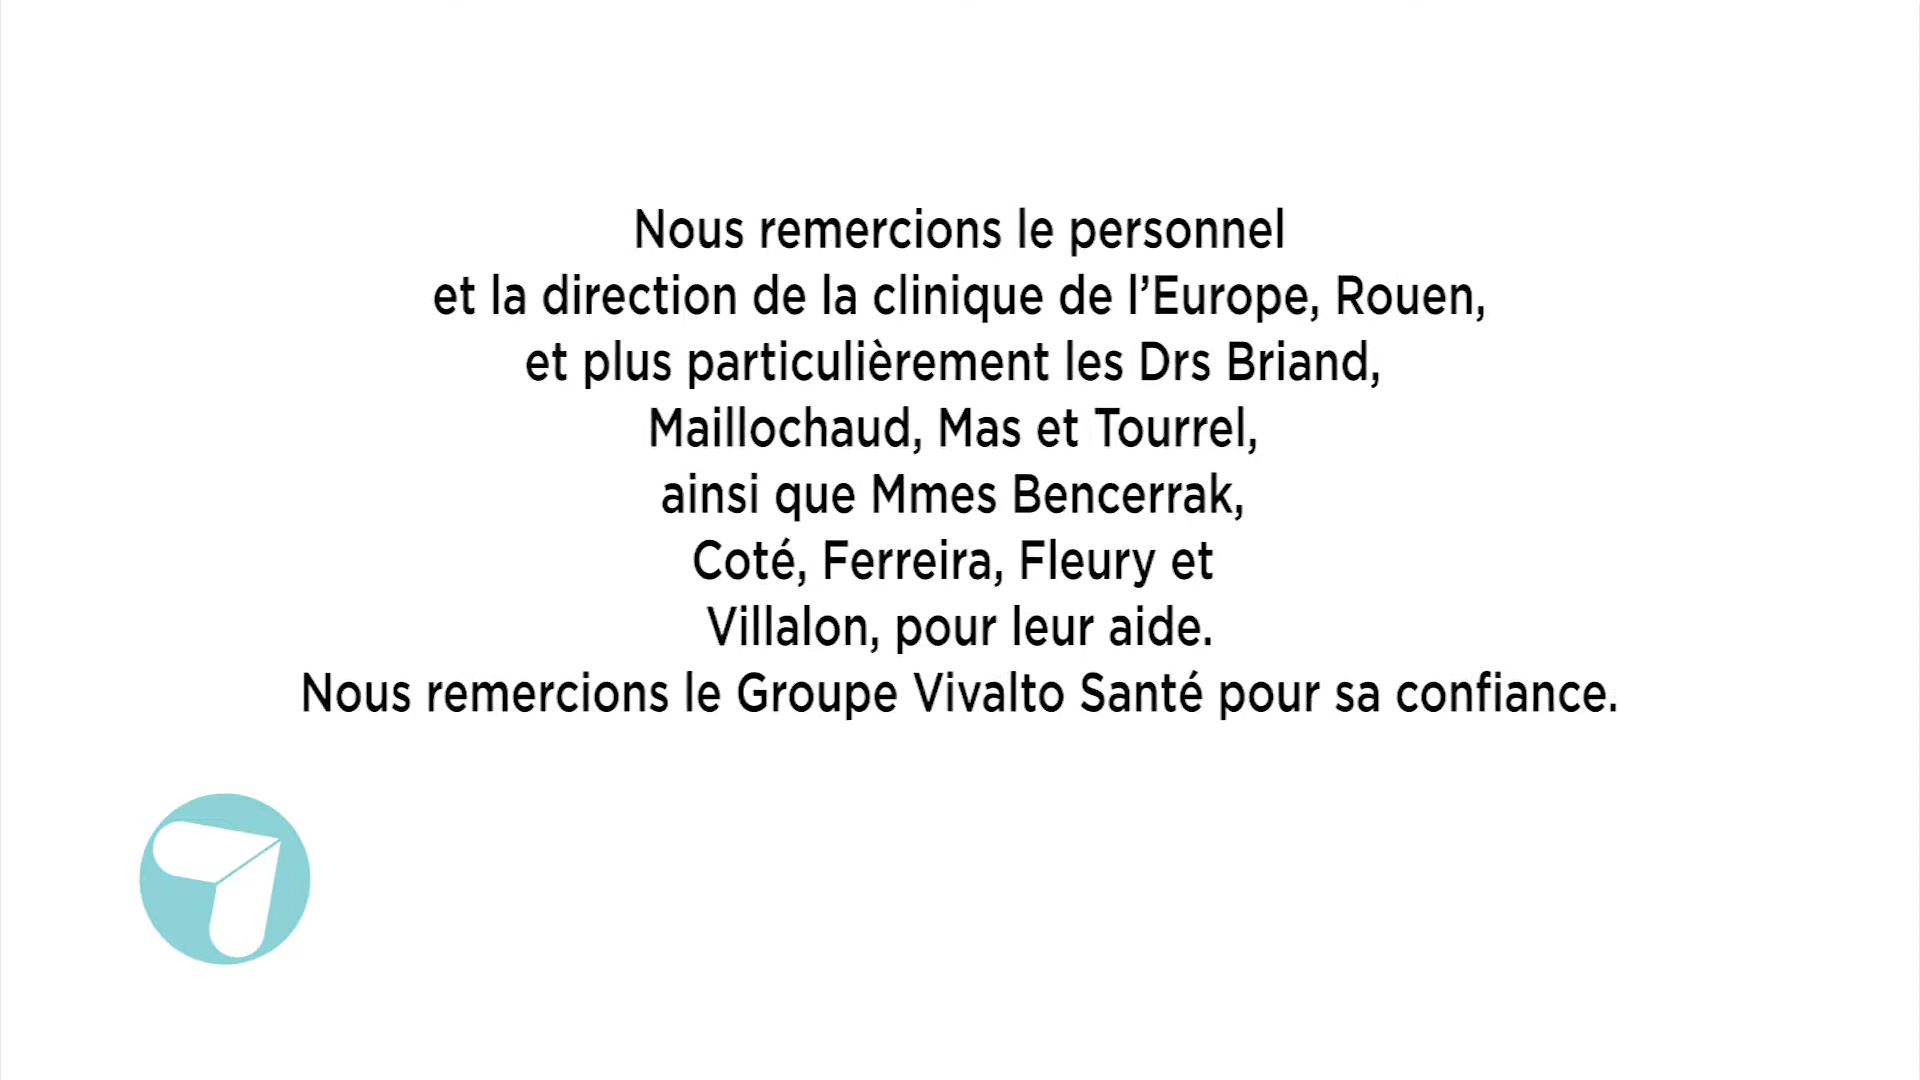 Nous remercions le personnel
et la direction de la clinique de l’Europe, Rouen,
et plus particulièrement les Drs Briand,
Maillochaud, Mas et Tourrel,
ainsi que Mmes Bencerrak,
Coté, Ferreira, Fleury et
Villalon, pour leur aide.
Nous remercions le Groupe Vivalto Santé pour sa confiance.